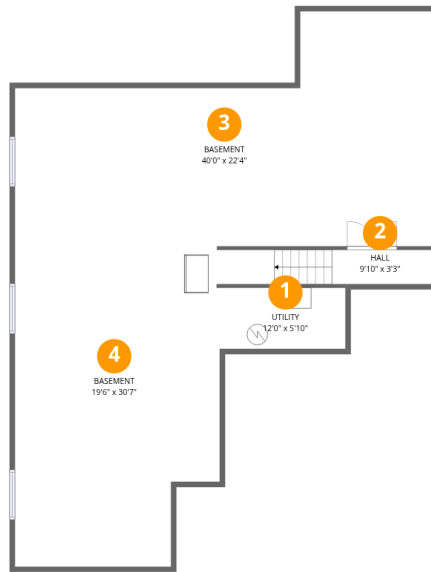 3
BASEMENT
40'0" x 22'4"
2
HALL
9'10" x 3'3"
1
UTILITY
12'0" x 5'10"
4
BASEMENT
19'6" x 30'7"